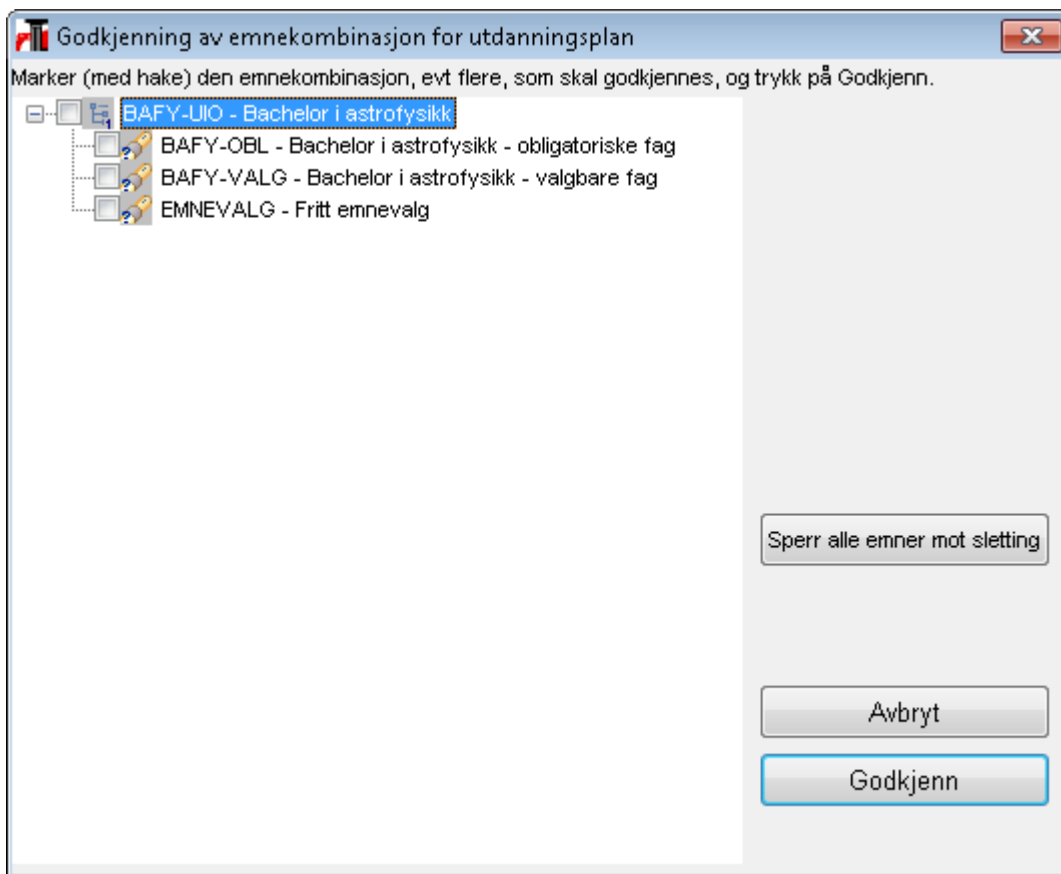 Godkjenning av emnekombinasjon for utdanningsplan
Marker (med hake) den emnekombinasjon, evt flere, som skal godkjennes, og trykk på Godkjenn.
BAFY-UIO - Bachelor i astrofysikk
BAFY-OBL - Bachelor i astrofysikk - obligatoriske fag
BAFY-VALG - Bachelor i astrofysikk - valgbare fag
EMNEVALG - Fritt emnevalg
Sperr alle emner mot sletting
Avbryt
Godkjenn